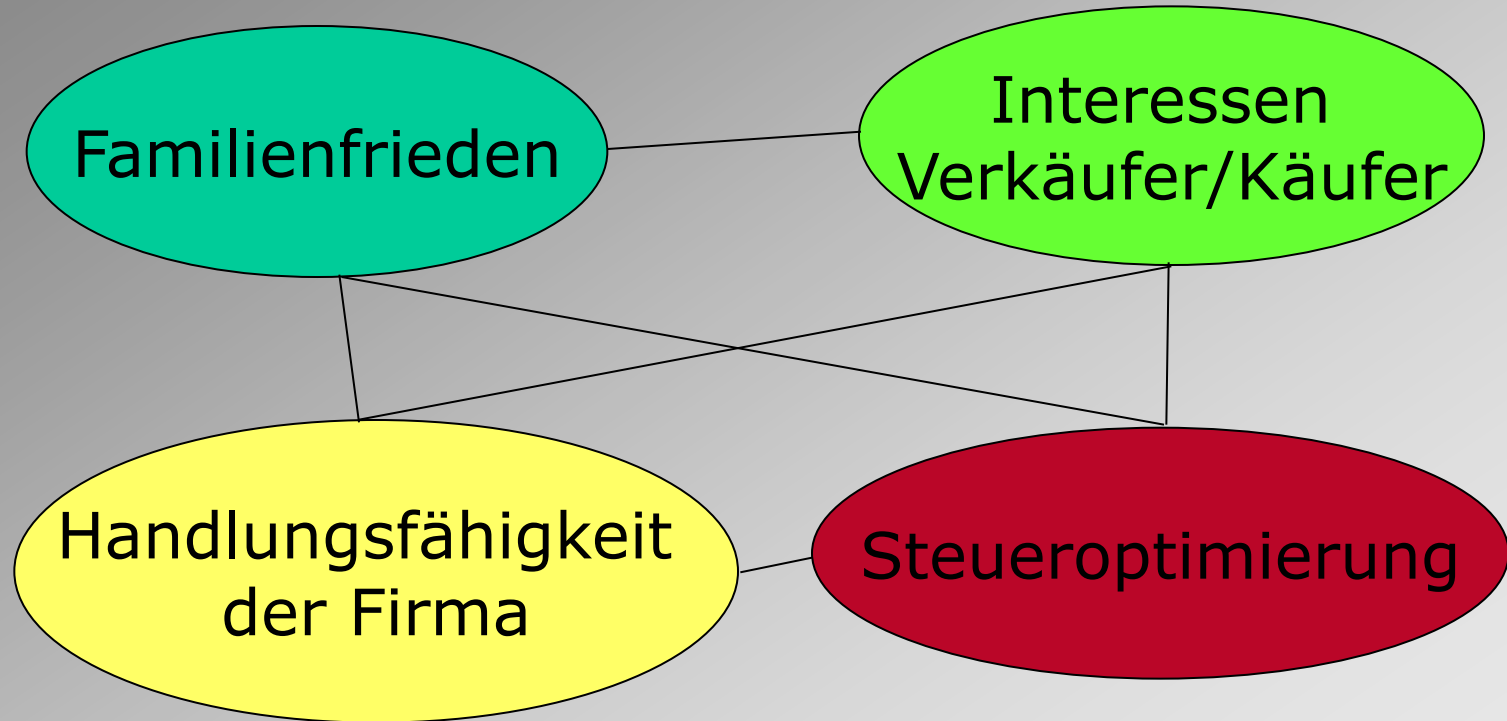 Familienfrieden
Interessen
Verkäufer/Käufer
Handlungsfähigkeit
der Firma
Steueroptimierung